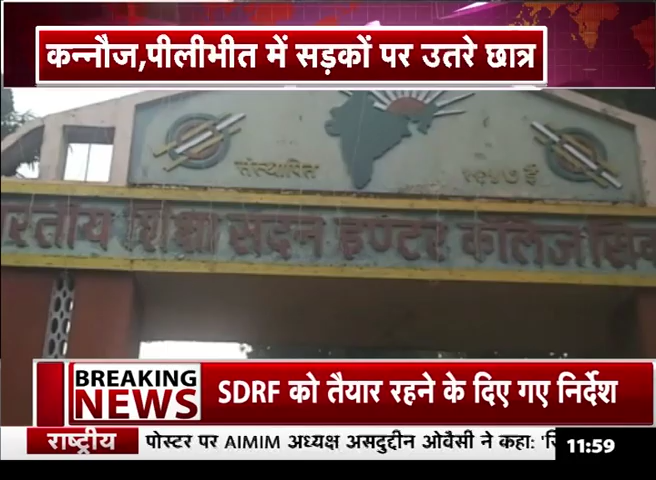 कन्नौज,पीलीभीत में सड़कों पर उतरे छात्र
संस्थापित
भारतीय शिक्षा सदन इण्टर कॉलेज
BREAKING NEWS
SDRF को तैयार रहने के दिए गए निर्देश
राष्ट्रीय
पोस्टर पर AIMIM अध्यक्ष असदुद्दीन ओवैसी ने कहा:
11:59